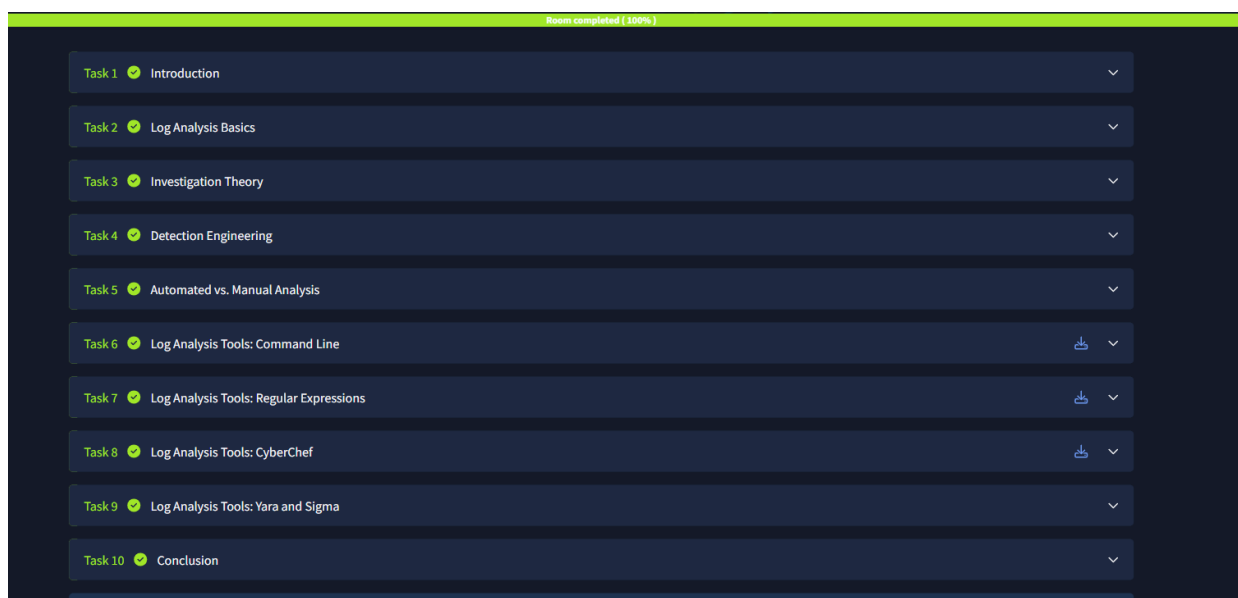 Room completed ( 100% )
Task 1 Introduction
Task 2 Log Analysis Basics
Task 3 Investigation Theory
Task 4 Detection Engineering
Task 5 Automated vs. Manual Analysis
Task 6 Log Analysis Tools: Command Line
Task 7 Log Analysis Tools: Regular Expressions
Task 8 Log Analysis Tools: CyberChef
Task 9 Log Analysis Tools: Yara and Sigma
Task 10 Conclusion